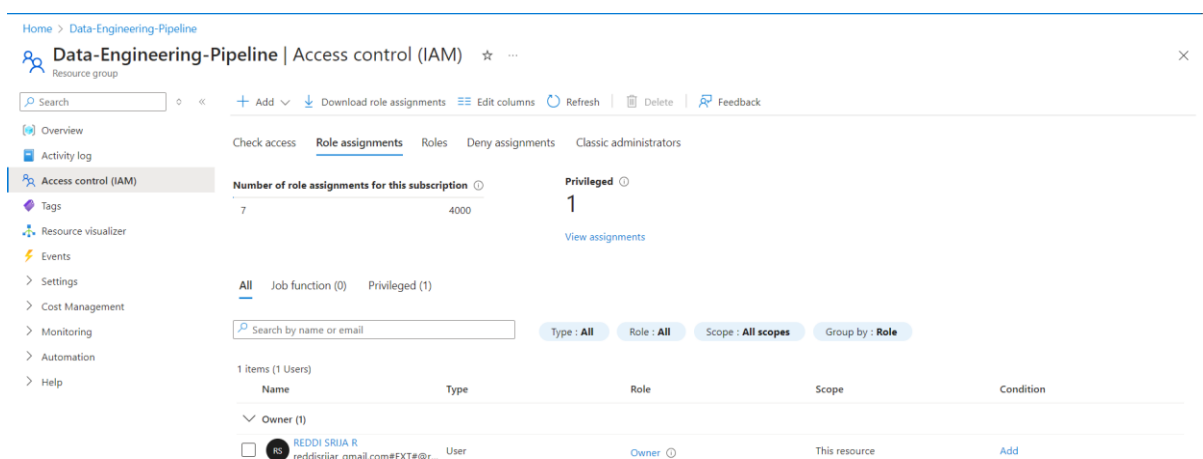 Home > Data-Engineering-Pipeline
Data-Engineering-Pipeline | Access control (IAM)
Resource group
Search
Add
Download role assignments
Edit columns
Refresh
Delete
Feedback
Overview
Activity log
Access control (IAM)
Tags
Resource visualizer
Events
Settings
Cost Management
Monitoring
Automation
Help
Check access Role assignments Roles Deny assignments Classic administrators
Number of role assignments for this subscription
7 4000
Privileged
1
View assignments
All Job function (0) Privileged (1)
Search by name or email
Type : All Role : All Scope : All scopes Group by : Role
1 items (1 Users)
Name Type Role Scope Condition
Owner (1)
RS
REDDI SRIJA R
reddisrijar_gmail.com#EXT#@r...
User Owner This resource Add